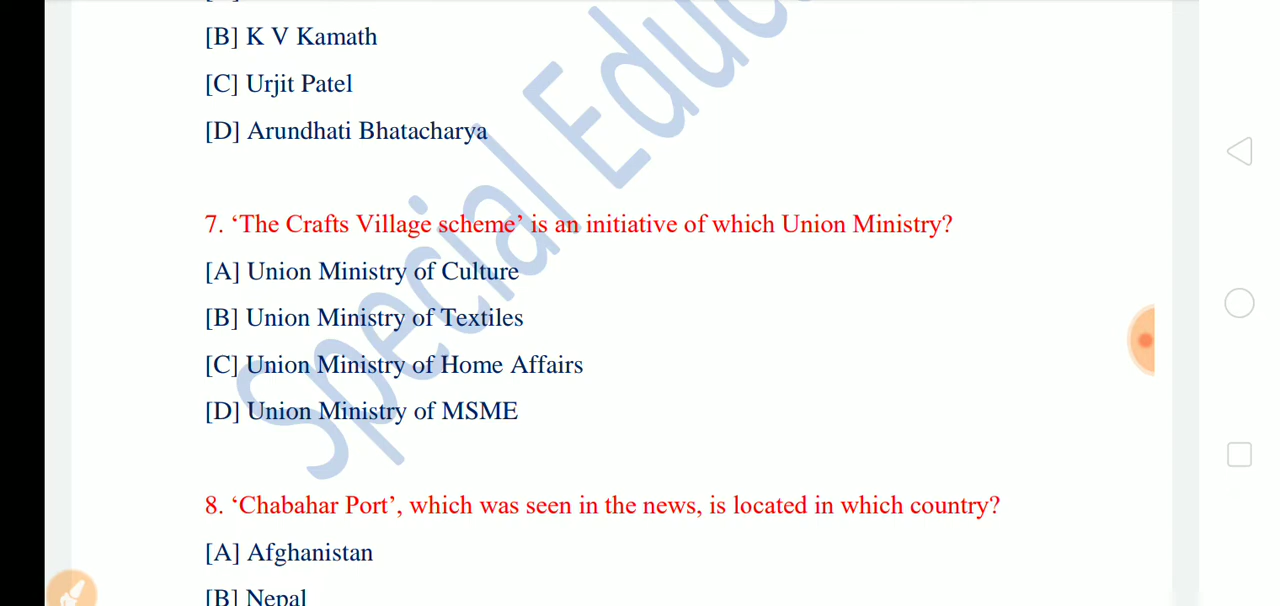 [B] K V Kamath
[C] Urjit Patel
[D] Arundhati Bhatacharya
7. ‘The Crafts Village scheme’ is an initiative of which Union Ministry?
[A] Union Ministry of Culture
[B] Union Ministry of Textiles
[C] Union Ministry of Home Affairs
[D] Union Ministry of MSME
8. ‘Chabahar Port’, which was seen in the news, is located in which country?
[A] Afghanistan
[B] Nepal
Special Educ